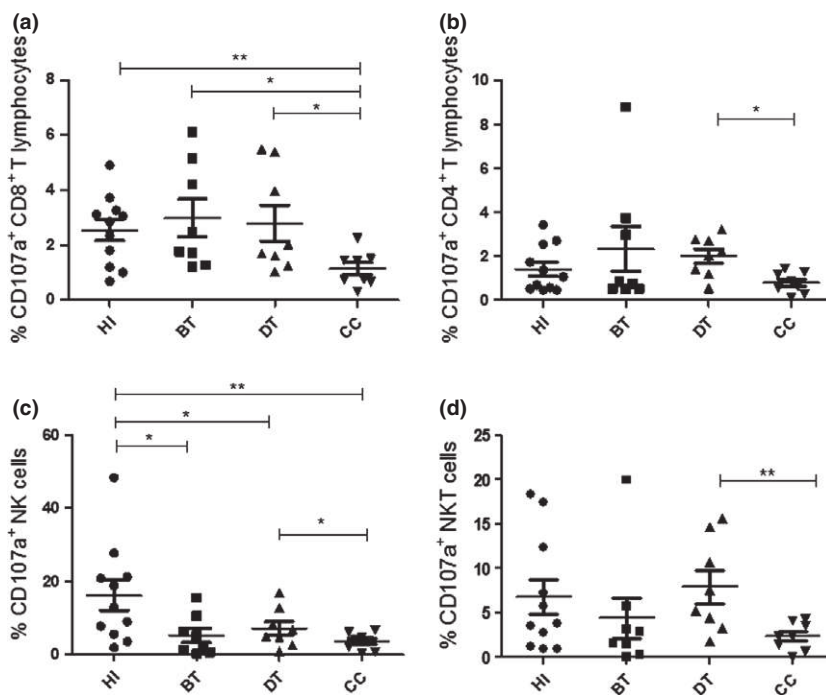 (a)
% CD107a⁺ CD8⁺ T lymphocytes
8
6
4
2
0
**
*
*
HI BT DT CC
(b)
% CD107a⁺ CD4⁺ T lymphocytes
10
8
6
4
2
0
*
HI BT DT CC
(c)
% CD107a⁺ NK cells
60
40
20
0
**
*
*
*
HI BT DT CC
(d)
% CD107a⁺ NKT cells
25
20
15
10
5
0
**
HI BT DT CC